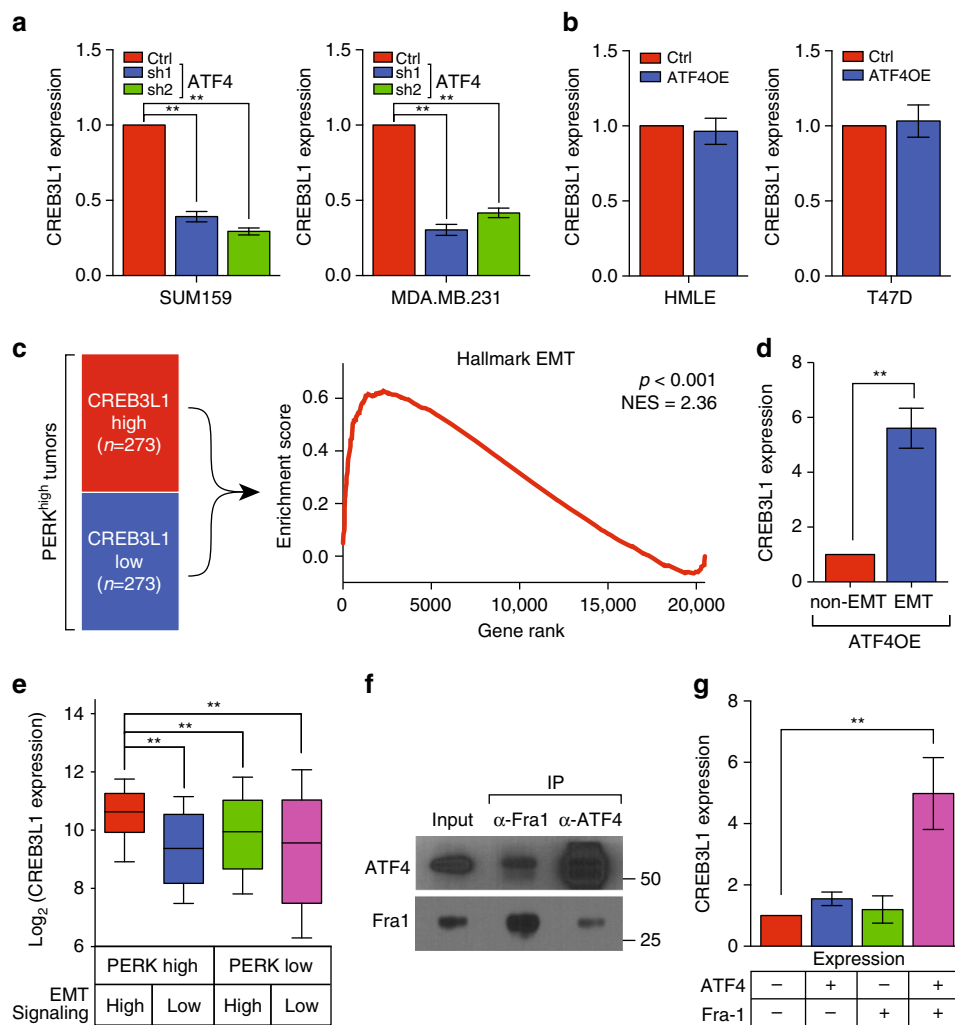 a
CREB3L1 expression
1.5
1.0
0.5
0.0
Ctrl
sh1
sh2
ATF4
**
**
SUM159
CREB3L1 expression
1.5
1.0
0.5
0.0
Ctrl
sh1
sh2
ATF4
**
**
MDA.MB.231
b
CREB3L1 expression
1.5
1.0
0.5
0.0
Ctrl
ATF4OE
HMLE
CREB3L1 expression
1.5
1.0
0.5
0.0
Ctrl
ATF4OE
T47D
c
PERKhigh tumors
CREB3L1
high
(n=273)
CREB3L1
low
(n=273)
Hallmark EMT
p < 0.001
NES = 2.36
Enrichment score
0.6
0.4
0.2
0.0
0 5000 10,000 15,000 20,000
Gene rank
d
CREB3L1 expression
8
6
4
2
0
**
non-EMT EMT
ATF4OE
e
Log2 (CREB3L1 expression)
14
12
10
8
6
**
**
**
PERK high PERK low
EMT
Signaling
High Low High Low
f
IP
Input α-Fra1 α-ATF4
ATF4
50
Fra1
25
g
CREB3L1 expression
8
6
4
2
0
**
Expression
ATF4 – + – +
Fra-1 – – + +